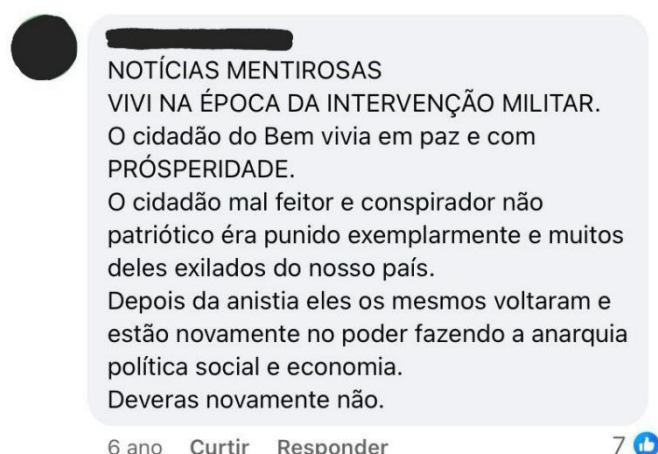 NOTÍCIAS MENTIROSAS
VIVI NA ÉPOCA DA INTERVENÇÃO MILITAR.
O cidadão do Bem vivia em paz e com
PRÓSPERIDADE.
O cidadão mal feitor e conspirador não
patriótico éra punido exemplarmente e muitos
deles exilados do nosso país.
Depois da anistia eles os mesmos voltaram e
estão novamente no poder fazendo a anarquia
política social e economia.
Deveras novamente não.
6 ano Curtir Responder 7